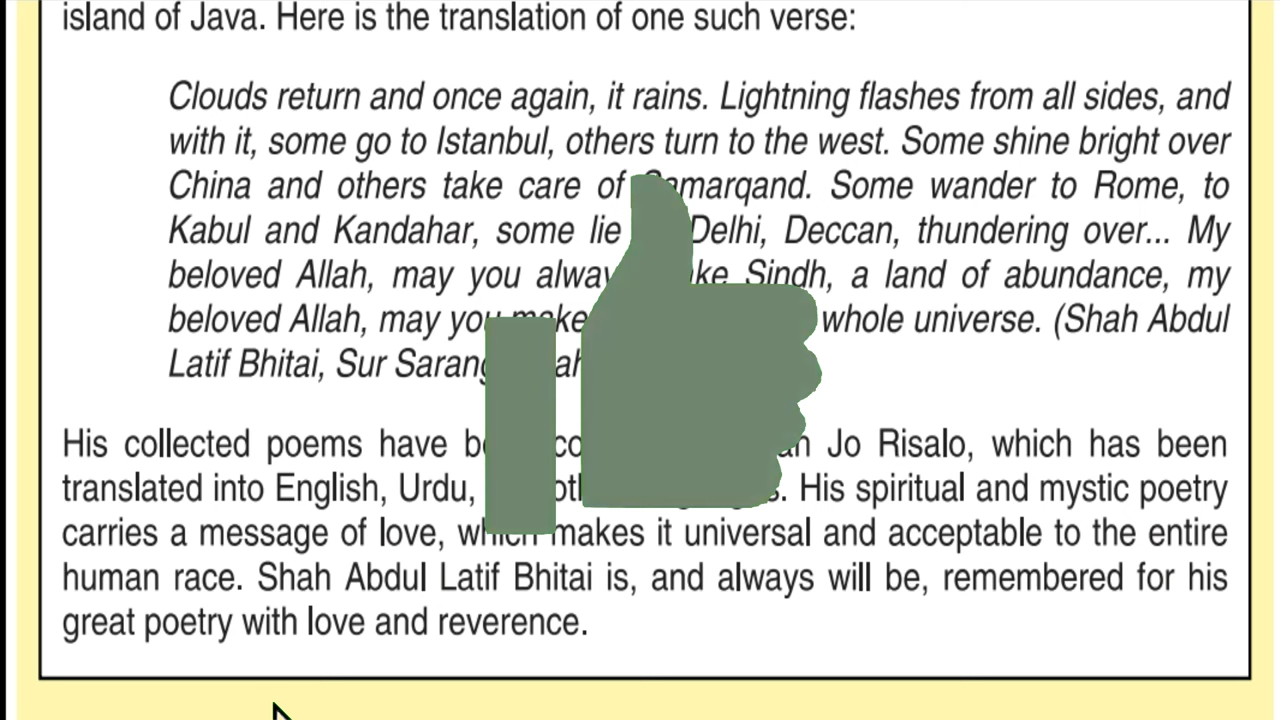 island of Java. Here is the translation of one such verse:
Clouds return and once again, it rains. Lightning flashes from all sides, and
with it, some go to Istanbul, others turn to the west. Some shine bright over
China and others take care of Samarqand. Some wander to Rome, to
Kabul and Kandahar, some lie Delhi, Deccan, thundering over... My
beloved Allah, may you always make Sindh, a land of abundance, my
beloved Allah, may you make whole universe. (Shah Abdul
Latif Bhitai, Sur Sarang
His collected poems have Jo Risalo, which has been
translated into English, Urdu, His spiritual and mystic poetry
carries a message of love, which makes it universal and acceptable to the entire
human race. Shah Abdul Latif Bhitai is, and always will be, remembered for his
great poetry with love and reverence.